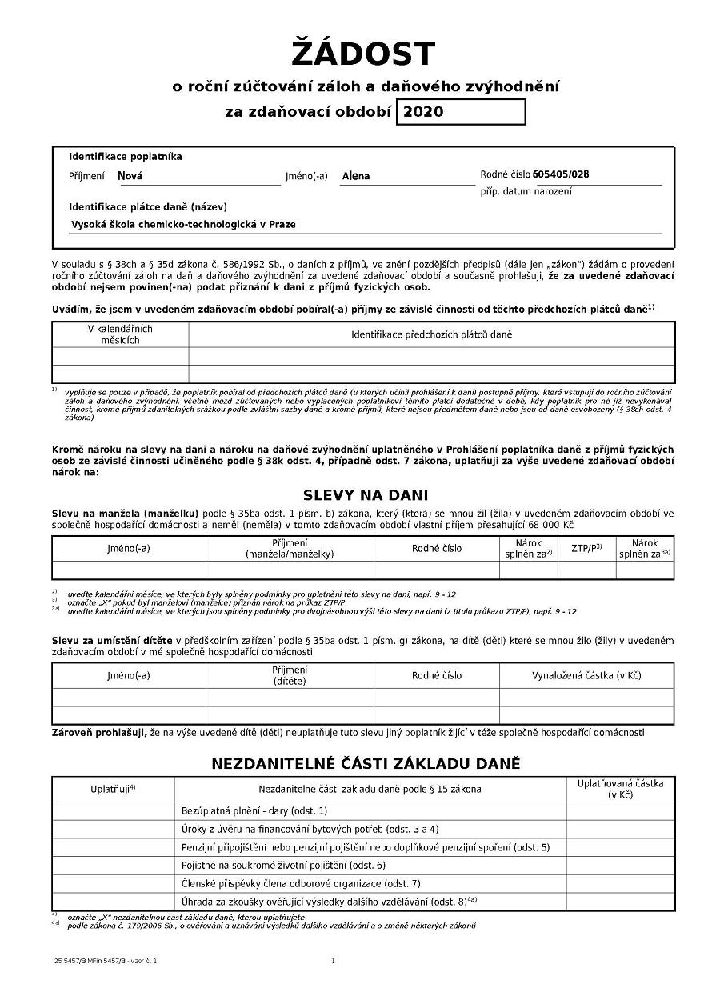 ŽÁDOST
o roční zúčtování záloh a daňového zvýhodnění
za zdaňovací období 2020
Identifikace poplatníka
Příjmení Nová Jméno(-a) Alena Rodné číslo 605405/028
příp. datum narození
Identifikace plátce daně (název)
Vysoká škola chemicko-technologická v Praze
V souladu s § 38ch a § 35d zákona č. 586/1992 Sb., o daních z příjmů, ve znění pozdějších předpisů (dále jen „zákon“) žádám o provedení
ročního zúčtování záloh na daň a daňového zvýhodnění za uvedené zdaňovací období a současně prohlašuji, že za uvedené zdaňovací
období nejsem povinen(-na) podat přiznání k dani z příjmů fyzických osob.
Uvádím, že jsem v uvedeném zdaňovacím období pobíral(-a) příjmy ze závislé činnosti od těchto předchozích plátců daně1)
V kalendářních
měsících
Identifikace předchozích plátců daně
1) vyplňuje se pouze v případě, že poplatník pobíral od předchozích plátců daně (u kterých učinil prohlášení k dani) postupně příjmy, které vstupují do ročního zúčtování
záloh a daňového zvýhodnění, včetně mezd zúčtovaných nebo vyplacených poplatníkovi těmito plátci dodatečně v době, kdy poplatník pro ně již nevykonával
činnost, kromě příjmů zdanitelných srážkou podle zvláštní sazby daně a kromě příjmů, které nejsou předmětem daně nebo jsou od daně osvobozeny (§ 38ch odst. 4
zákona)
Kromě nároku na slevy na dani a nároku na daňové zvýhodnění uplatněného v Prohlášení poplatníka daně z příjmů fyzických
osob ze závislé činnosti učiněného podle § 38k odst. 4, případně odst. 7 zákona, uplatňuji za výše uvedené zdaňovací období
nárok na:
SLEVY NA DANI
Slevu na manžela (manželku) podle § 35ba odst. 1 písm. b) zákona, který (která) se mnou žil (žila) v uvedeném zdaňovacím období ve
společně hospodařící domácnosti a neměl (neměla) v tomto zdaňovacím období vlastní příjem přesahující 68 000 Kč
Jméno(-a)
Příjmení
(manžela/manželky)
Rodné číslo
Nárok
splněn za2)
ZTP/P3)
Nárok
splněn za3a)
2) uveďte kalendářní měsíce, ve kterých byly splněny podmínky pro uplatnění této slevy na dani, např. 9 - 12
3) označte „X“ pokud byl manželovi (manželce) přiznán nárok na průkaz ZTP/P
3a) uveďte kalendářní měsíce, ve kterých jsou splněny podmínky pro dvojnásobnou výši této slevy na dani (z titulu průkazu ZTP/P), např. 9 - 12
Slevu za umístění dítěte v předškolním zařízení podle § 35ba odst. 1 písm. g) zákona, na dítě (děti) které se mnou žilo (žily) v uvedeném
zdaňovacím období v mé společně hospodařící domácnosti
Jméno(-a)
Příjmení
(dítěte)
Rodné číslo
Vynaložená částka (v Kč)
Zároveň prohlašuji, že na výše uvedené dítě (děti) neuplatňuje tuto slevu jiný poplatník žijící v téže společně hospodařící domácnosti
NEZDANITELNÉ ČÁSTI ZÁKLADU DANĚ
Uplatňuji4)
Nezdanitelné části základu daně podle § 15 zákona
Uplatňovaná částka
(v Kč)
Bezúplatná plnění - dary (odst. 1)
Úroky z úvěru na financování bytových potřeb (odst. 3 a 4)
Penzijní připojištění nebo penzijní pojištění nebo doplňkové penzijní spoření (odst. 5)
Pojistné na soukromé životní pojištění (odst. 6)
Členské příspěvky člena odborové organizace (odst. 7)
Úhrada za zkoušky ověřující výsledky dalšího vzdělávání (odst. 8)4a)
4) označte „X“ nezdanitelnou část základu daně, kterou uplatňujete
4a) podle zákona č. 179/2006 Sb., o ověřování a uznávání výsledků dalšího vzdělávání a o změně některých zákonů
25 5457/B MFin 5457/B - vzor č. 1 1